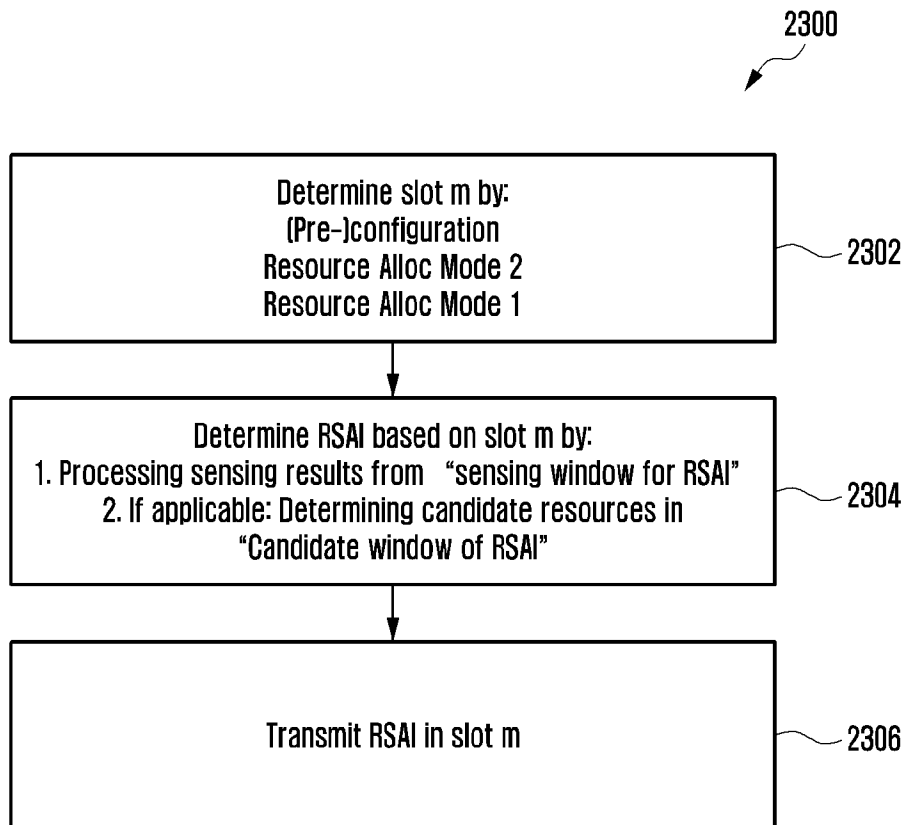 2300
Determine slot m by:
(Pre-)configuration
Resource Alloc Mode 2
Resource Alloc Mode 1
2302
Determine RSAI based on slot m by:
1. Processing sensing results from “sensing window for RSAI”
2. If applicable: Determining candidate resources in
“Candidate window of RSAI”
2304
Transmit RSAI in slot m
2306